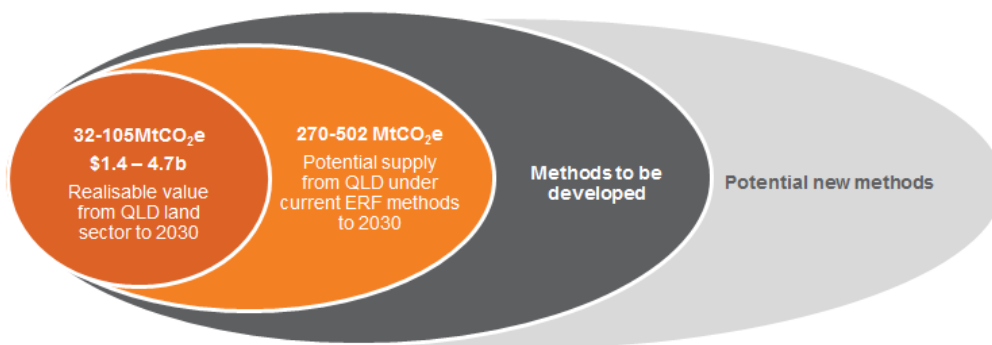 32-105MtCO₂e
$1.4 – 4.7b
Realisable value
from QLD land
sector to 2030
270-502 MtCO₂e
Potential supply
from QLD under
current ERF methods
to 2030
Methods to be
developed
Potential new methods